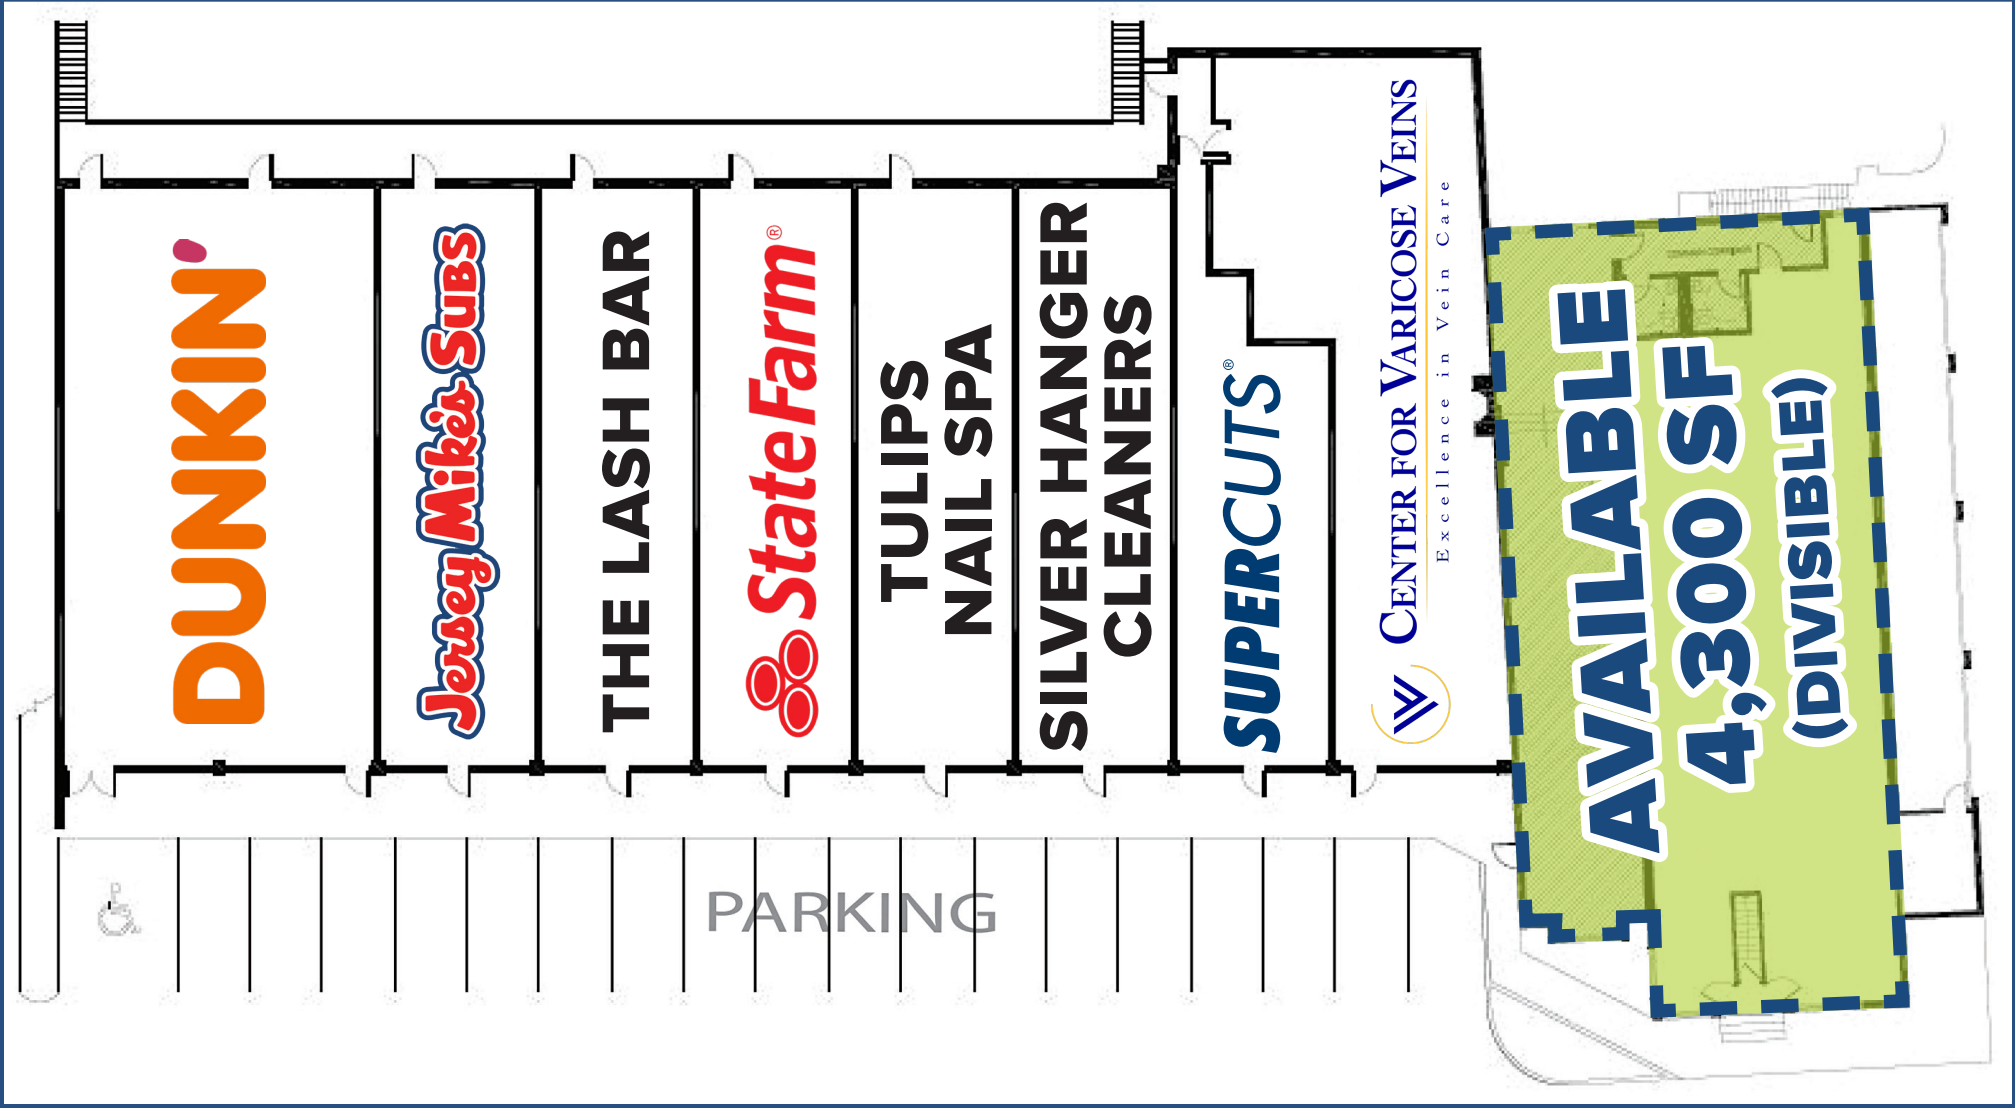 DUNKIN'
Jersey Mike's Subs
THE LASH BAR
StateFarm®
TULIPS
NAIL SPA
SILVER HANGER
CLEANERS
SUPERCUTS®
CENTER FOR VARICOSE VEINS
Excellence in Vein Care
AVAILABLE
4,300 SF
(DIVISIBLE)
PARKING